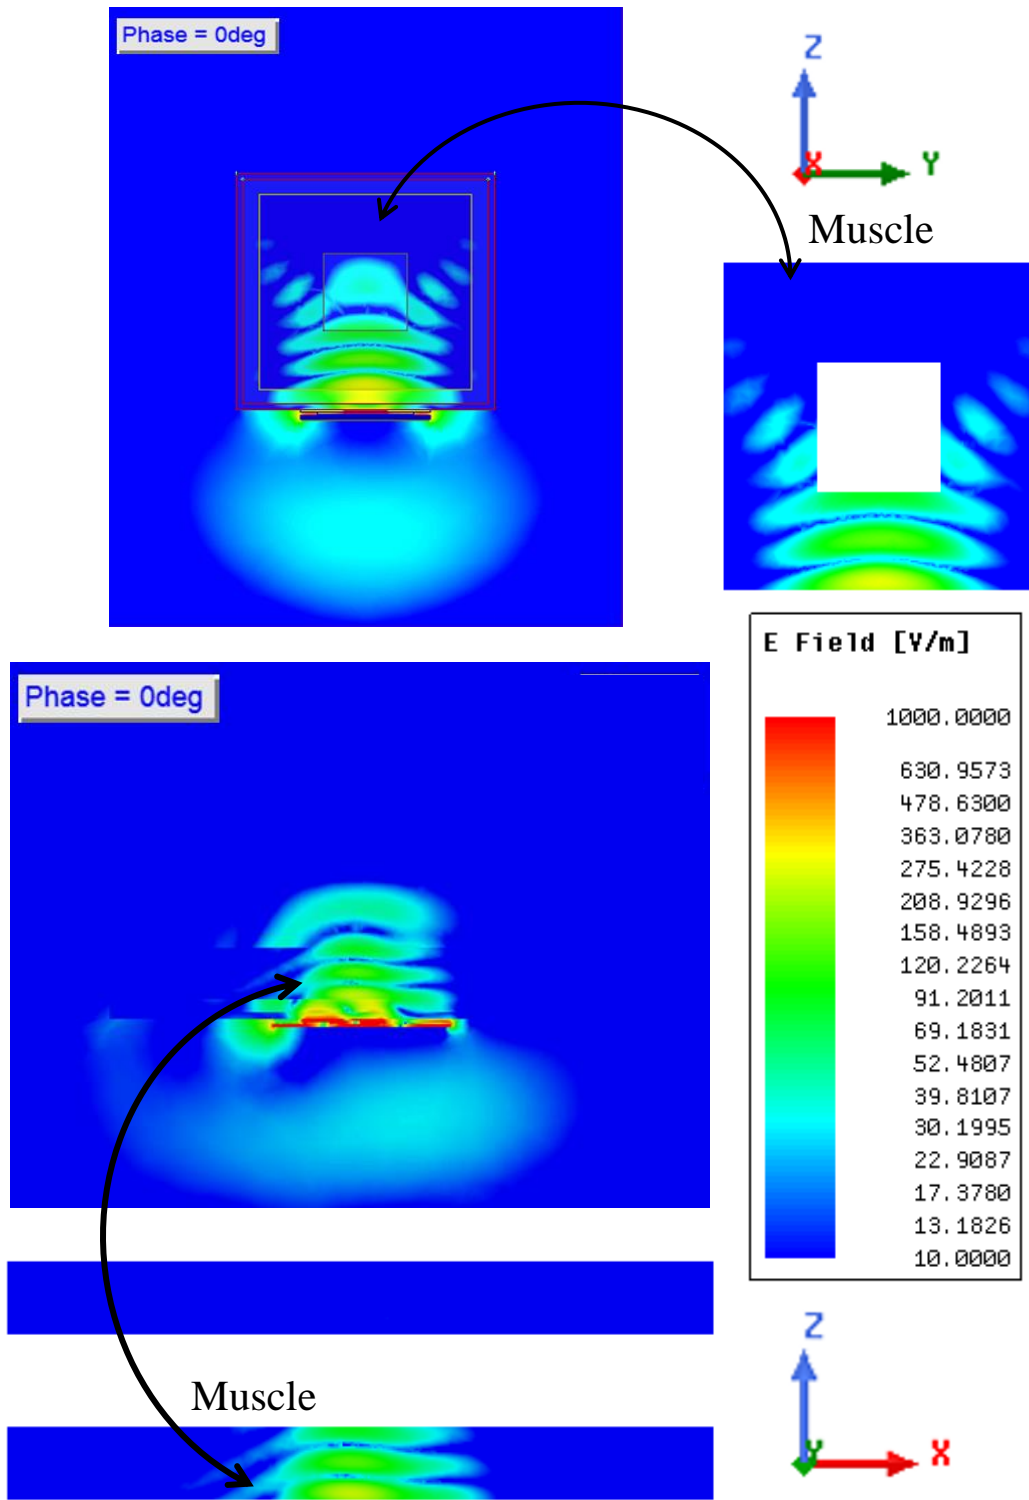 Phase = 0deg
Z
X
Y
Muscle
E Field [V/m]
1000.0000
630.9573
478.6300
363.0780
275.4228
208.9296
158.4893
120.2264
91.2011
69.1831
52.4807
39.8107
30.1995
22.9087
17.3780
13.1826
10.0000
Phase = 0deg
Muscle
Z
Y
X